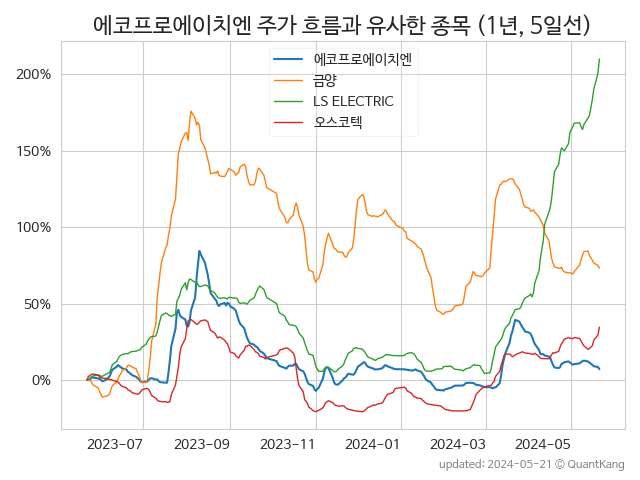 에코프로에이치엔 주가 흐름과 유사한 종목 (1년, 5일선)
에코프로에이치엔
금양
LS ELECTRIC
오스코텍
200%
150%
100%
50%
0%
2023-07
2023-09
2023-11
2024-01
2024-03
2024-05
updated: 2024-05-21 © QuantKang